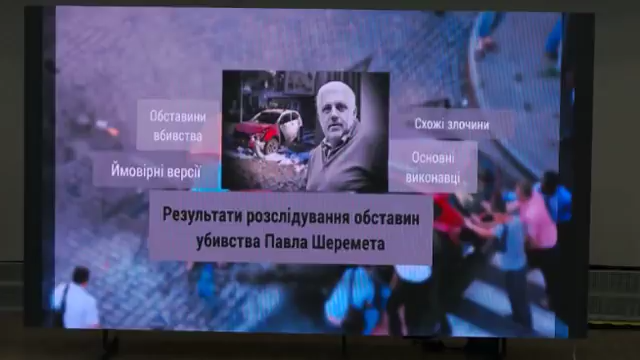 Обставини
вбивства
Ймовірні версії
Схожі злочини
Основні
виконавці
Результати розслідування обставин
убивства Павла Шеремета